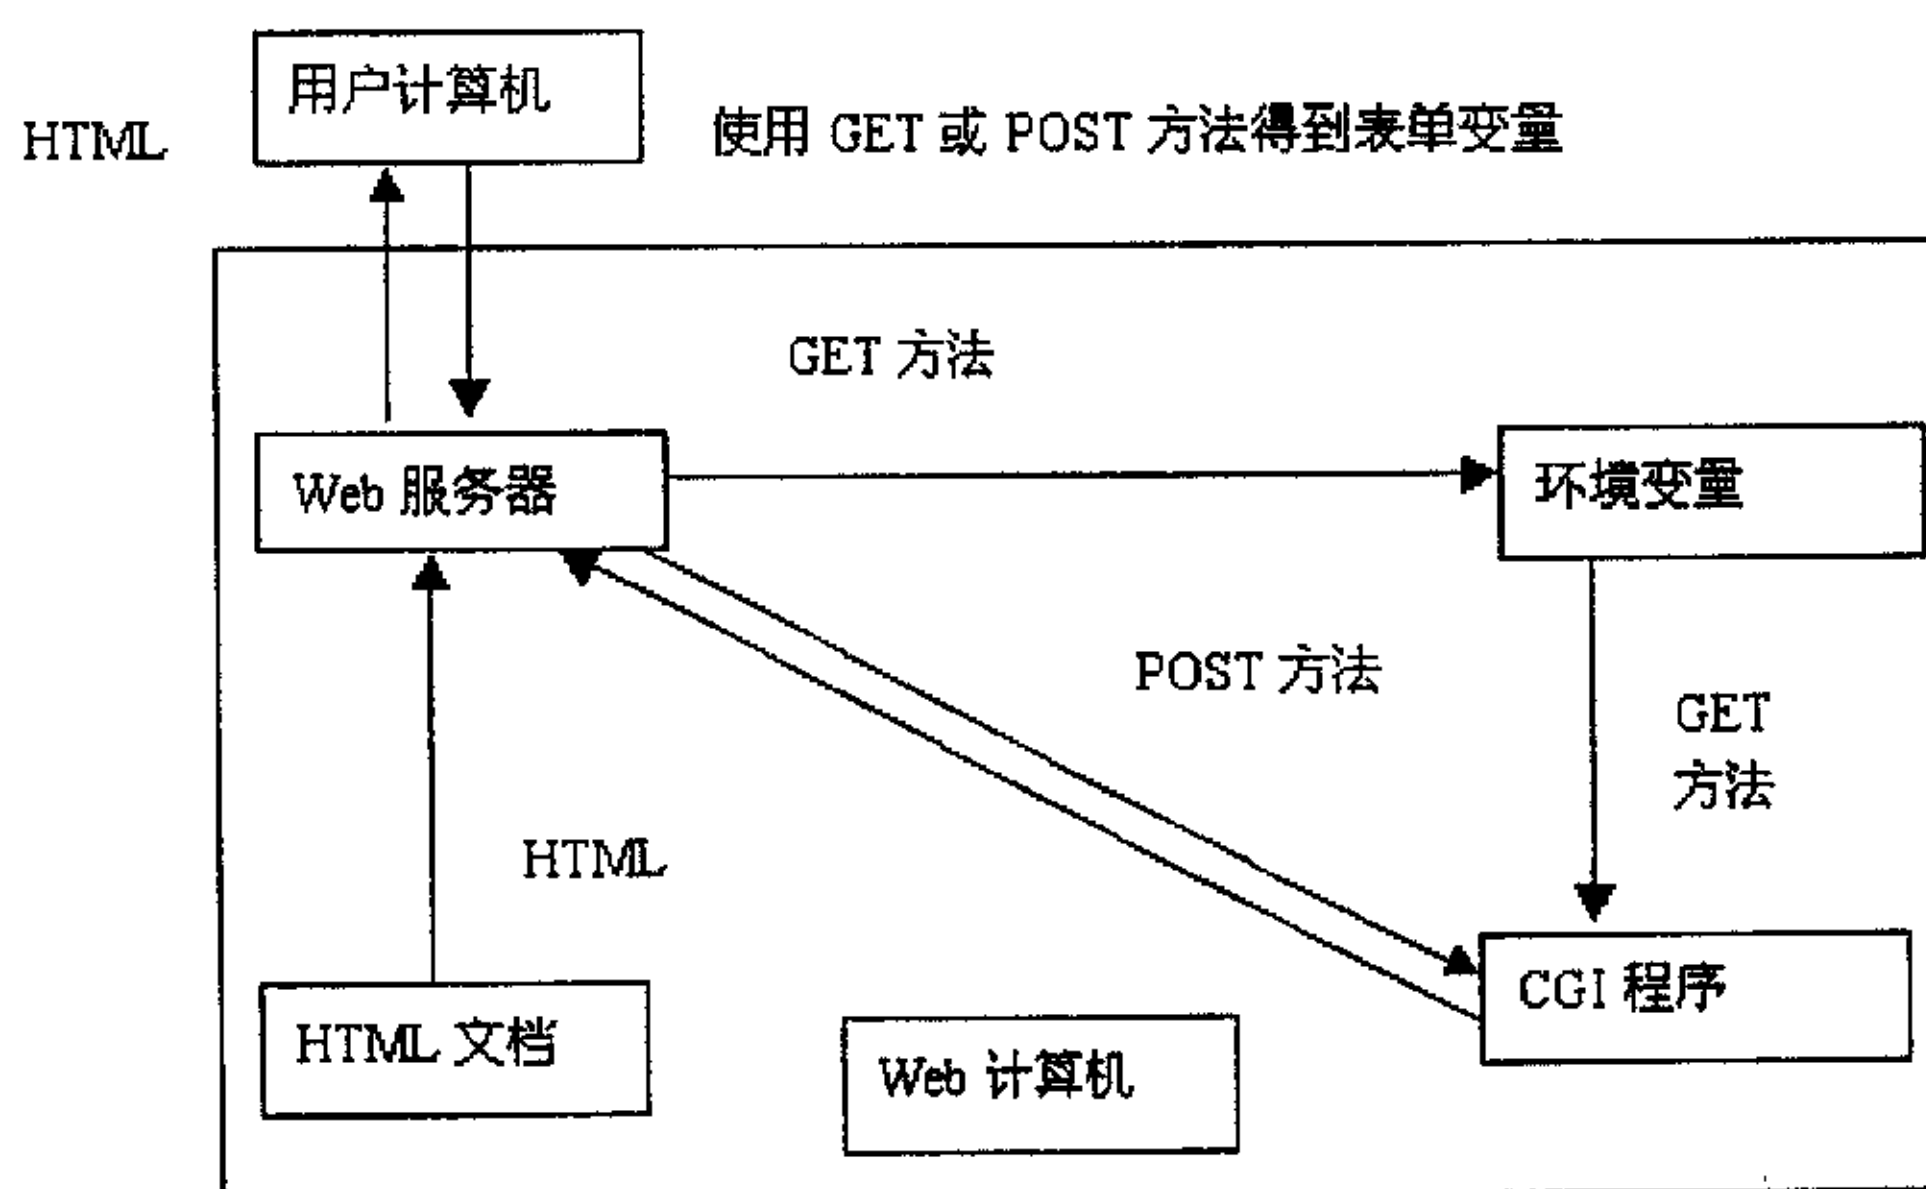 用户计算机
HTML
使用 GET 或 POST 方法得到表单变量
GET 方法
Web 服务器
环境变量
POST 方法
GET
方法
HTML
CGI 程序
HTML 文档
Web 计算机